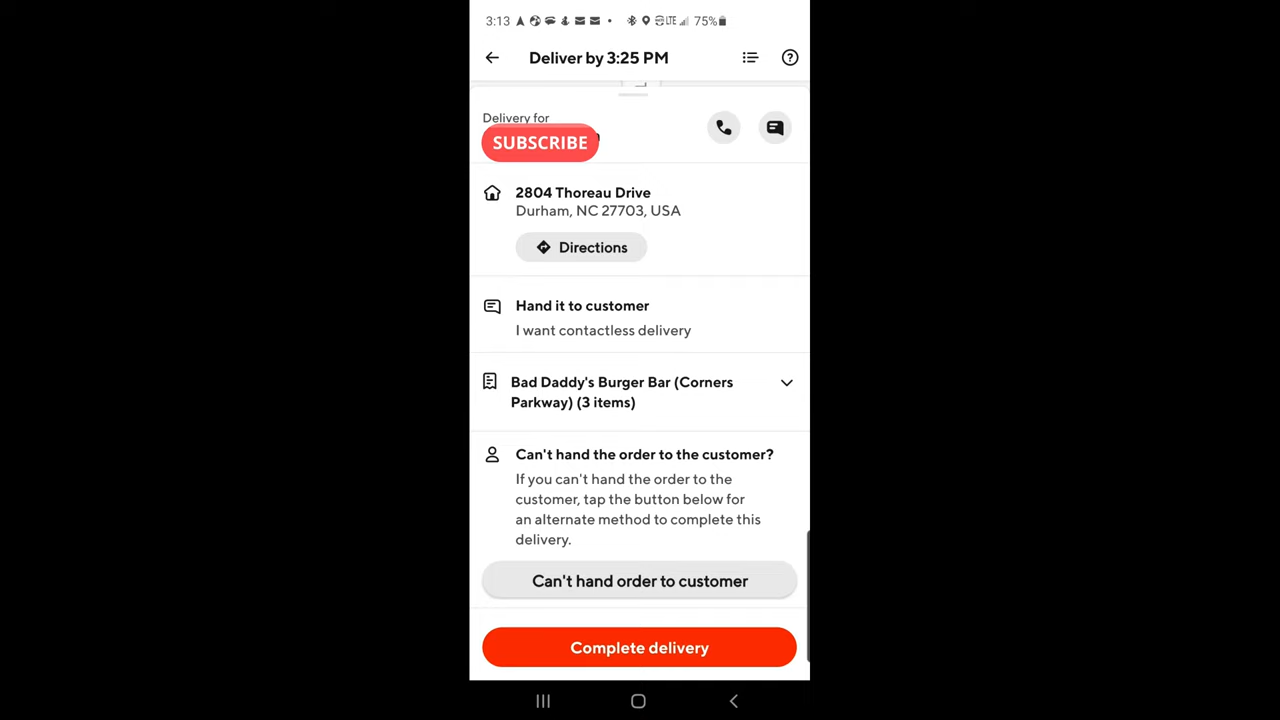 3:13 LTE 75%
Deliver by 3:25 PM
Delivery for
SUBSCRIBE
2804 Thoreau Drive
Durham, NC 27703, USA
Directions
Hand it to customer
I want contactless delivery
Bad Daddy's Burger Bar (Corners
Parkway) (3 items)
Can't hand the order to the customer?
If you can't hand the order to the
customer, tap the button below for
an alternate method to complete this
delivery.
Can't hand order to customer
Complete delivery